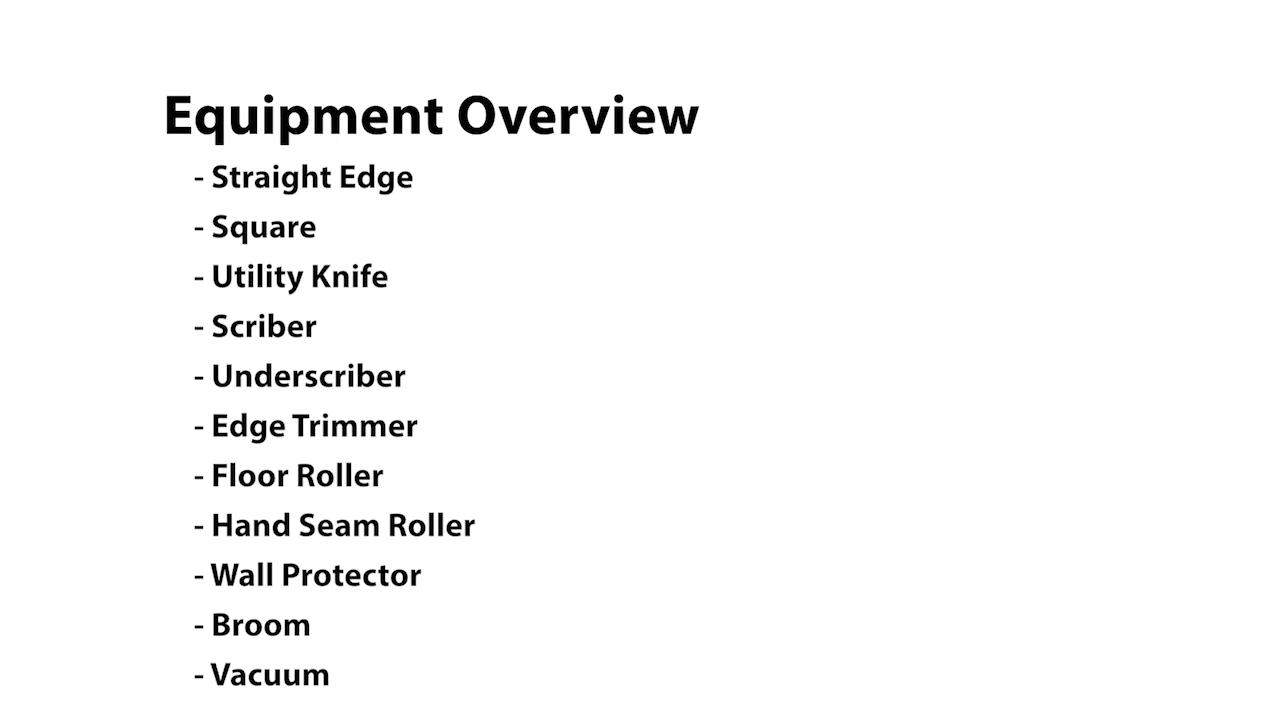 Equipment Overview
- Straight Edge
- Square
- Utility Knife
- Scriber
- Underscriber
- Edge Trimmer
- Floor Roller
- Hand Seam Roller
- Wall Protector
- Broom
- Vacuum